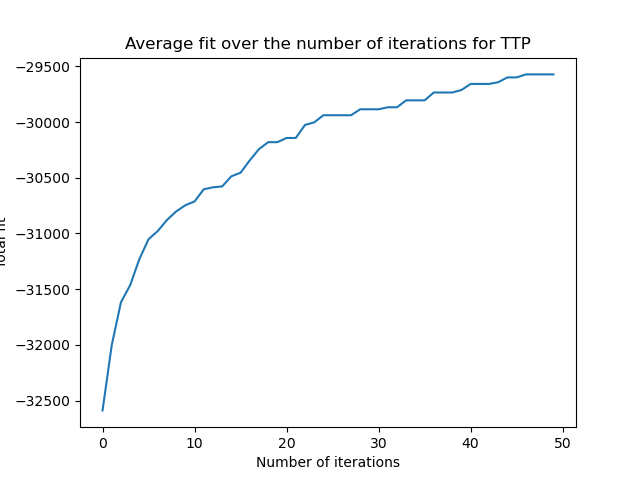 Average fit over the number of iterations for TTP
−29500
−30000
−30500
−31000
−31500
−32000
−32500
fit
0 10 20 30 40 50
Number of iterations